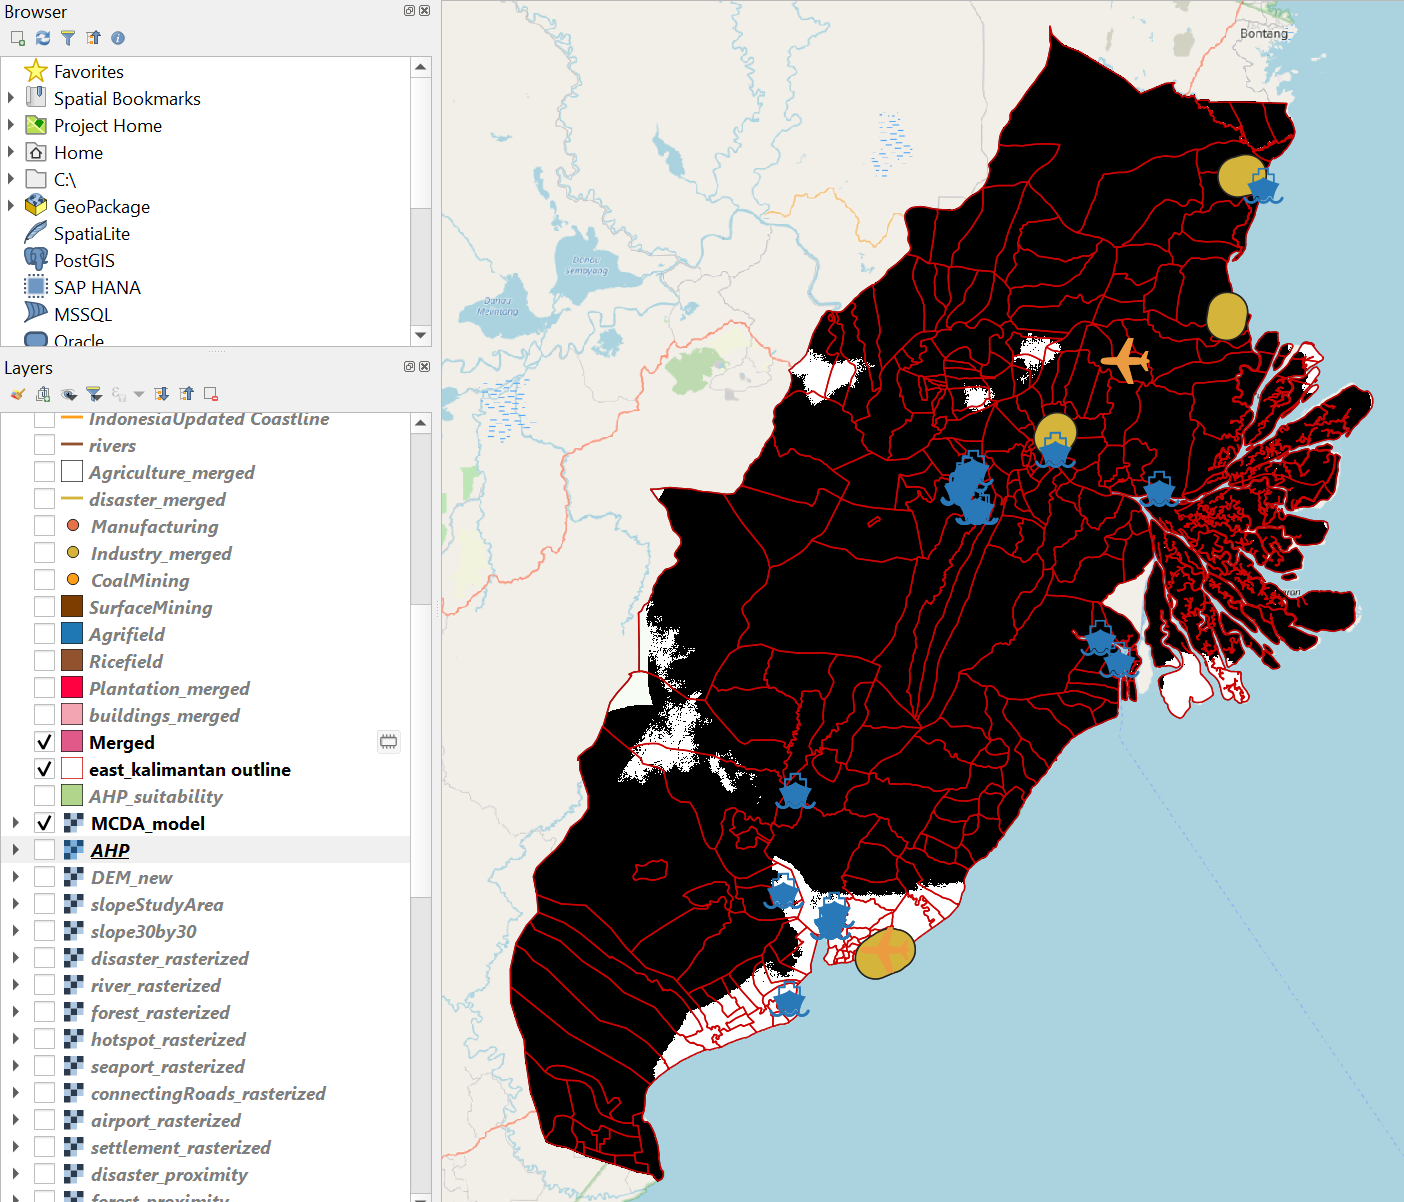 Browser
Favorites
Spatial Bookmarks
Project Home
Home
C:\
GeoPackage
SpatiaLite
PostGIS
SAP HANA
MSSQL
Oracle
Layers
IndonesiaUpdated Coastline
rivers
Agriculture_merged
disaster_merged
Manufacturing
Industry_merged
CoalMining
SurfaceMining
Agrifield
Ricefield
Plantation_merged
buildings_merged
Merged
east_kalimantan outline
AHP_suitability
MCDA_model
AHP
DEM_new
slopeStudyArea
slope30by30
disaster_rasterized
river_rasterized
forest_rasterized
hotspot_rasterized
seaport_rasterized
connectingRoads_rasterized
airport_rasterized
settlement_rasterized
disaster_proximity
forest_proximity
Bontang
Danau
Semayang
Danau